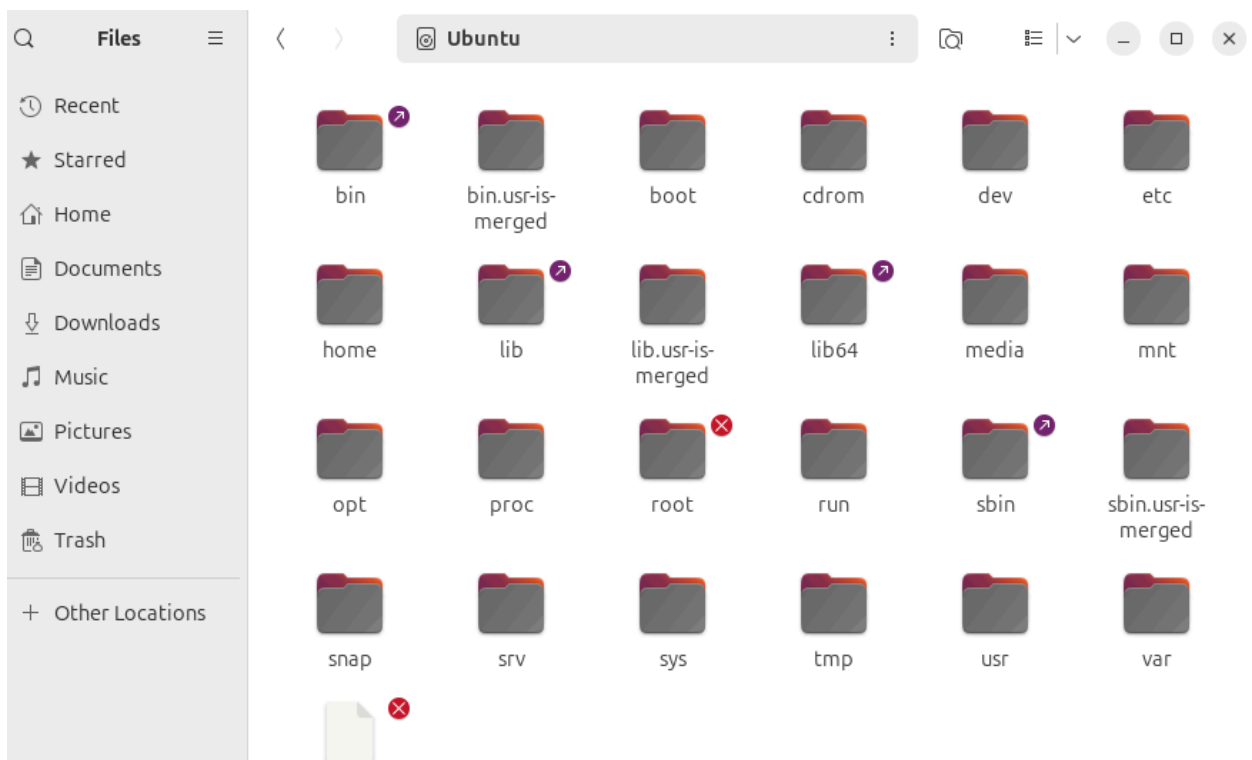 Files
Ubuntu
Recent
Starred
Home
Documents
Downloads
Music
Pictures
Videos
Trash
Other Locations
bin
bin.usr-is-
merged
boot
cdrom
dev
etc
home
lib
lib.usr-is-
merged
lib64
media
mnt
opt
proc
root
run
sbin
sbin.usr-is-
merged
snap
srv
sys
tmp
usr
var